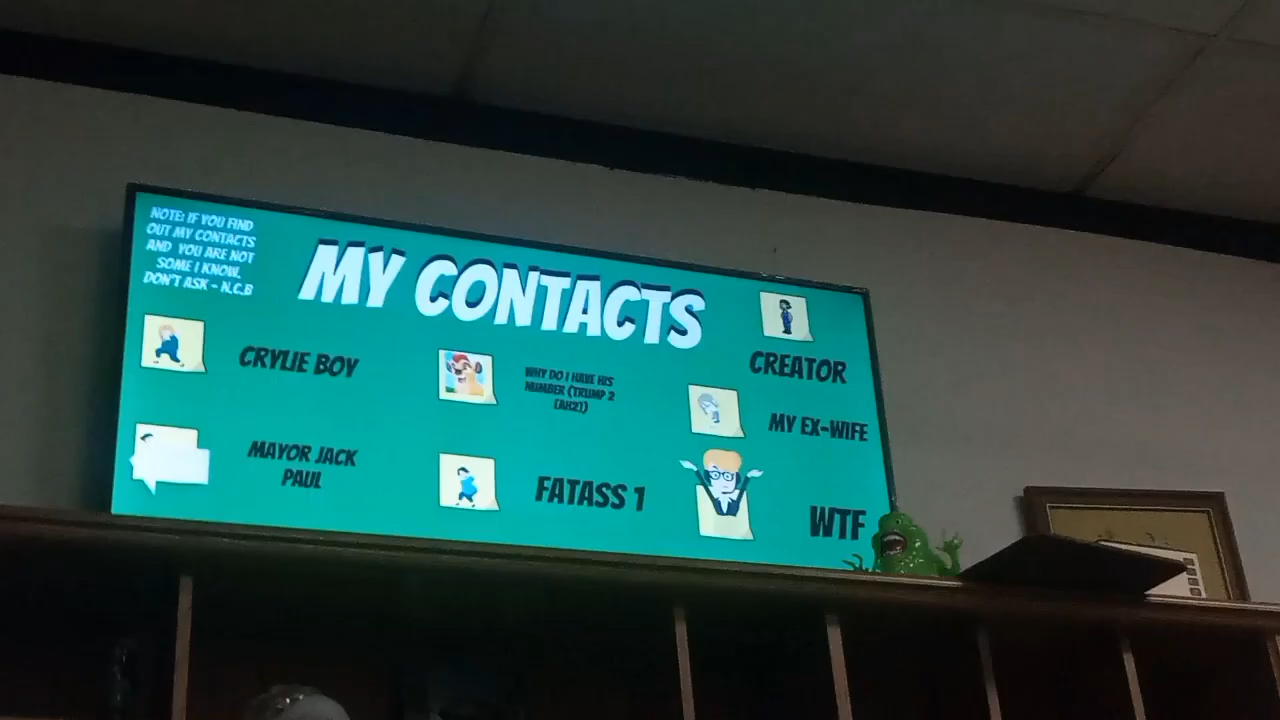 NOTE: IF YOU FIND
OUT MY CONTACTS
AND YOU ARE NOT
SOME I KNOW.
DON'T ASK - N.C.B
MY CONTACTS
CREATOR
CRYLIE BOY
WHY DO I HAVE HIS
NUMBER (TRUMP 2
(AH2))
MY EX-WIFE
MAYOR JACK
PAUL
FATASS 1
WTF